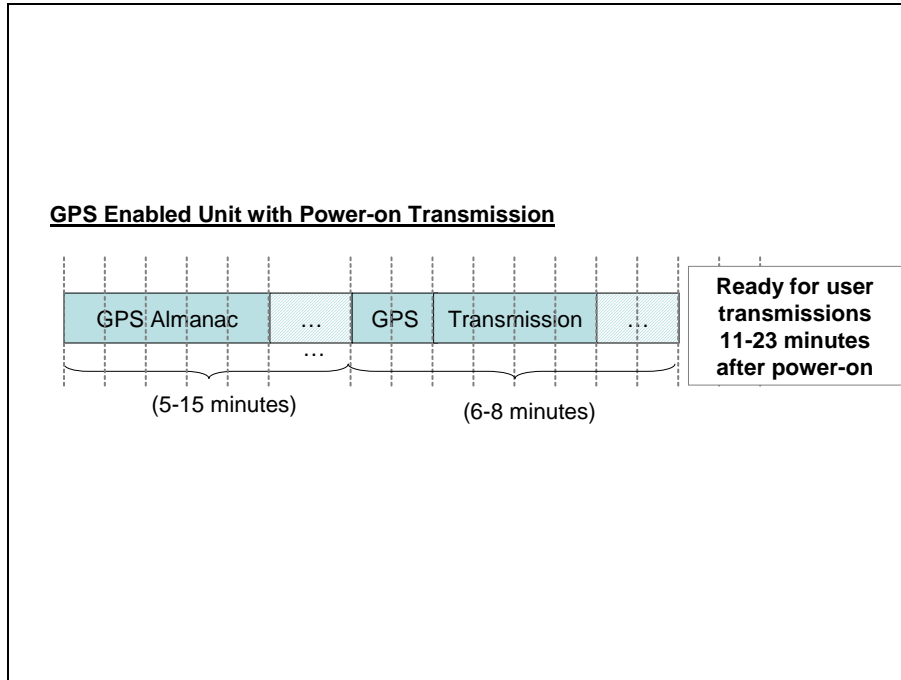 GPS Enabled Unit with Power-on Transmission
GPS Almanac
…
GPS
Transmission
…
…
Ready for user
transmissions
11-23 minutes
after power-on
(5-15 minutes)
(6-8 minutes)